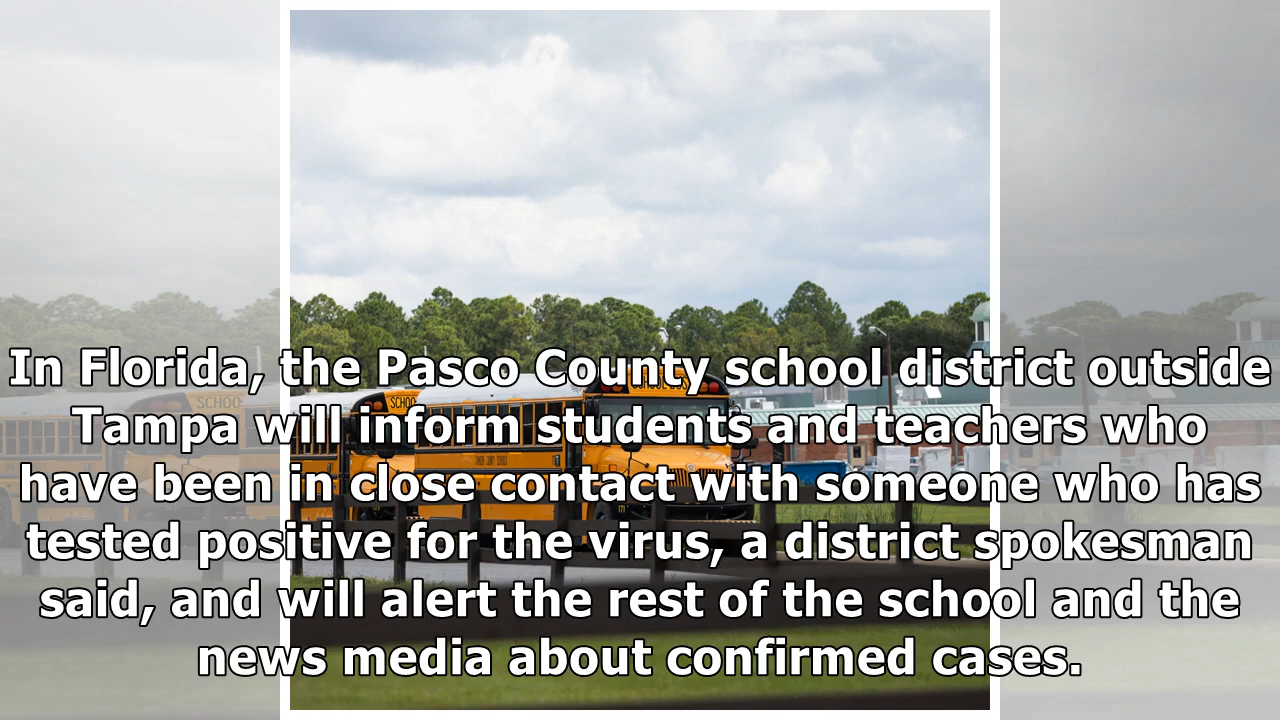 In Florida, the Pasco County school district outside
Tampa will inform students and teachers who
have been in close contact with someone who has
tested positive for the virus, a district spokesman
said, and will alert the rest of the school and the
news media about confirmed cases.
SCHOOL